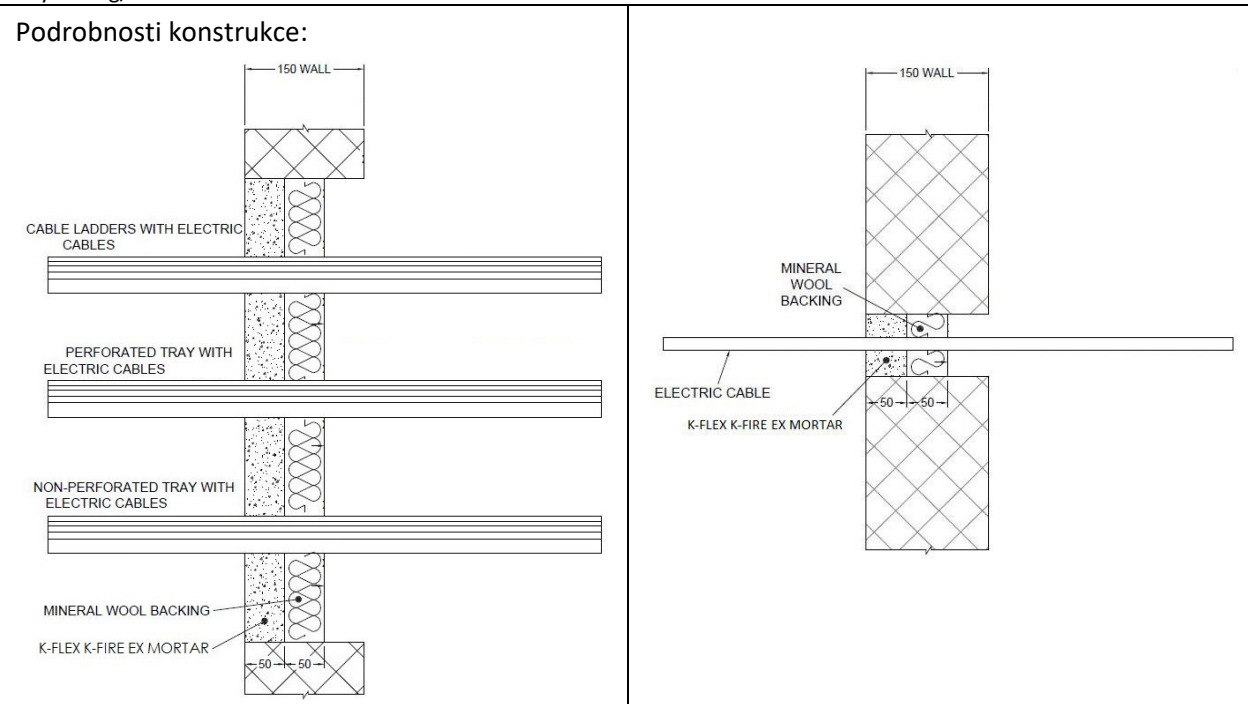 Podrobnosti konstrukce:
150 WALL
CABLE LADDERS WITH ELECTRIC
CABLES
PERFORATED TRAY WITH
ELECTRIC CABLES
NON-PERFORATED TRAY WITH
ELECTRIC CABLES
MINERAL WOOL BACKING
K-FLEX K-FIRE EX MORTAR
50 50
150 WALL
MINERAL
WOOL
BACKING
ELECTRIC CABLE
50 50
K-FLEX K-FIRE EX MORTAR